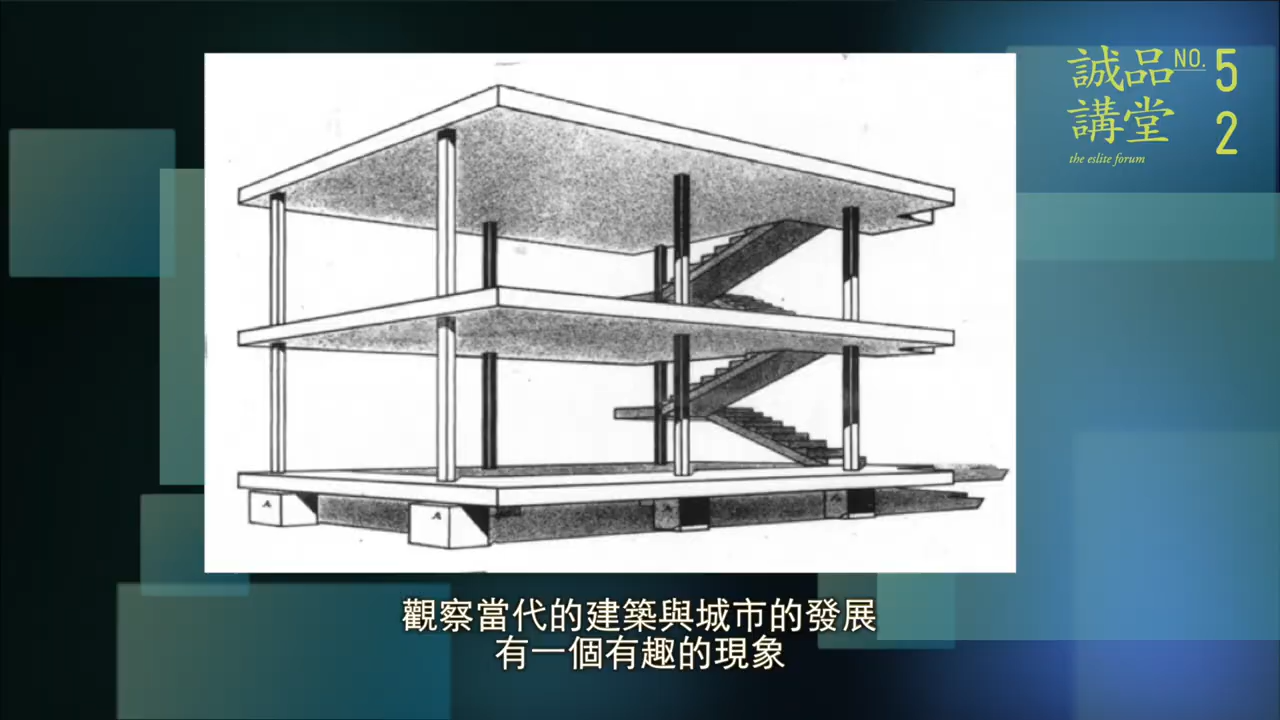 誠品 NO. 5
講堂 2
the eslite forum
觀察當代的建築與城市的發展
有一個有趣的現象